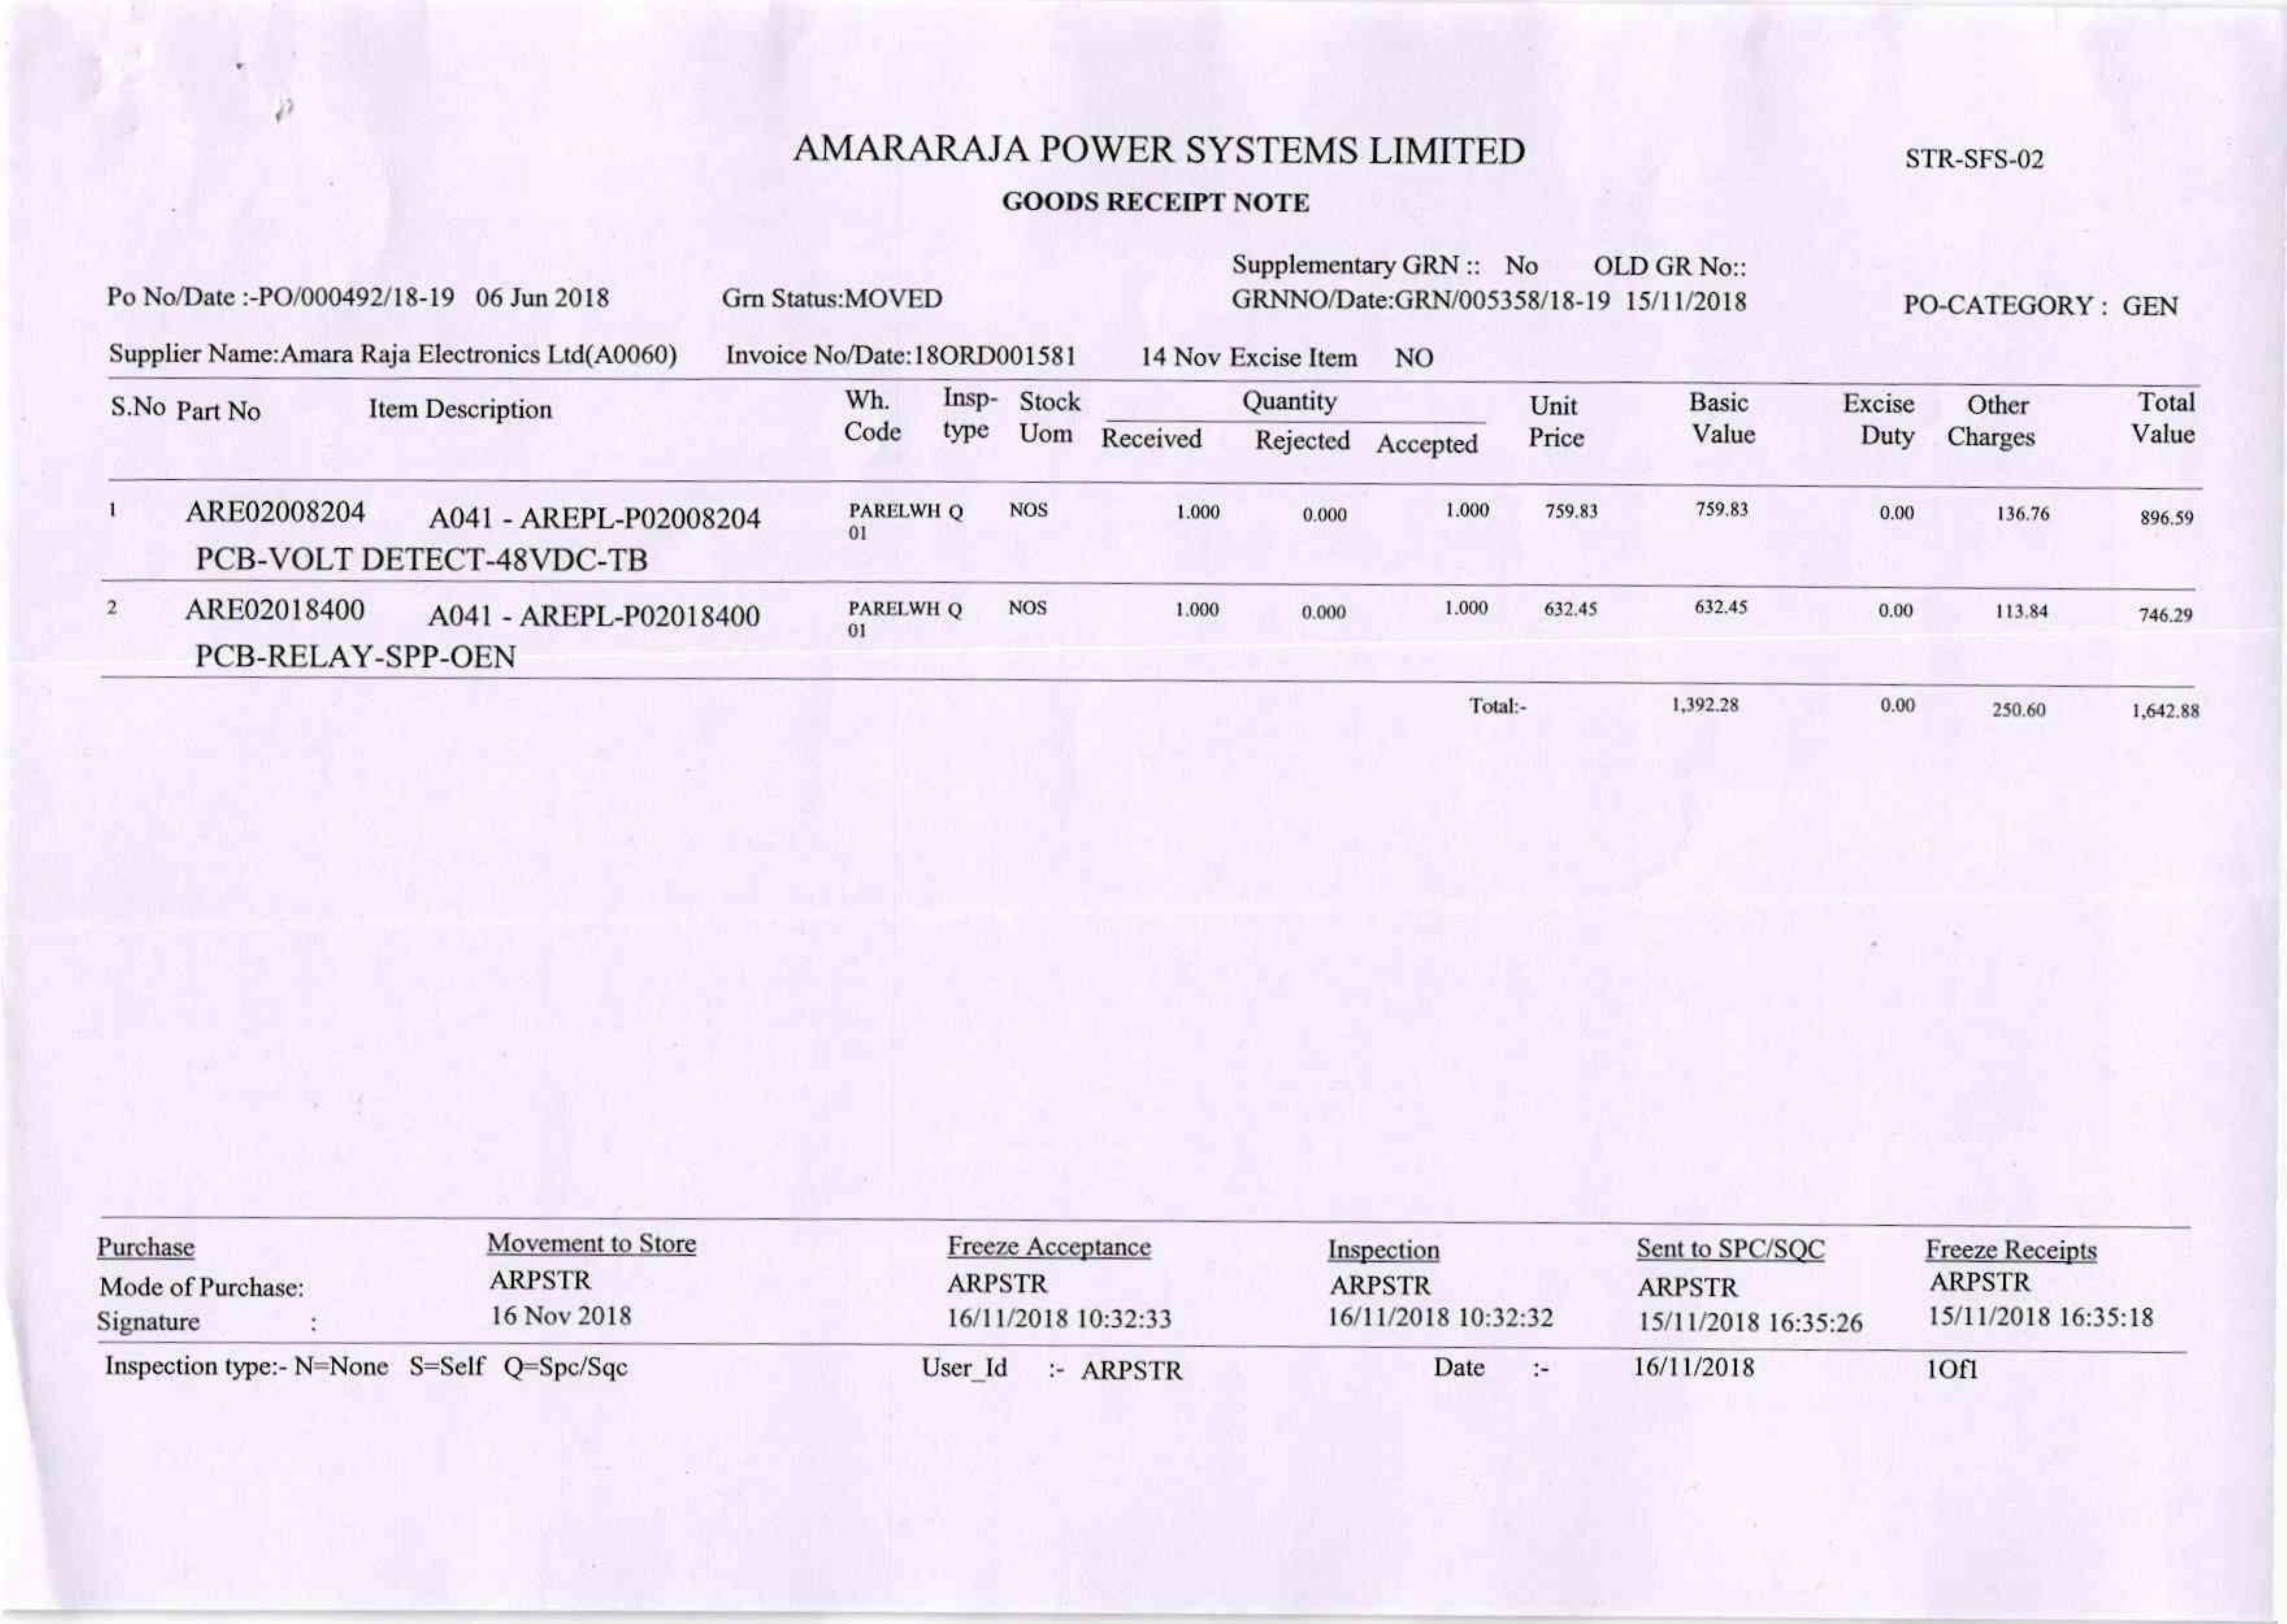 AMARARAJA POWER SYSTEMS LIMITED
STR-SFS-02
GOODS RECEIPT NOTE
Supplementary GRN :: No OLD GR No::
Po No/Date :-PO/000492/18-19 06 Jun 2018 Grn Status:MOVED GRNNO/Date:GRN/005358/18-19 15/11/2018 PO-CATEGORY : GEN
Supplier Name:Amara Raja Electronics Ltd(A0060) Invoice No/Date:18ORD001581 14 Nov Excise Item NO
S.No Part No Item Description Wh. Insp- Stock Quantity Unit Basic Excise Other Total
Code type Uom Received Rejected Accepted Price Value Duty Charges Value
1 ARE02008204 A041 - AREPL-P02008204 PARELWH Q NOS 1.000 0.000 1.000 759.83 759.83 0.00 136.76 896.59
01
PCB-VOLT DETECT-48VDC-TB
2 ARE02018400 A041 - AREPL-P02018400 PARELWH Q NOS 1.000 0.000 1.000 632.45 632.45 0.00 113.84 746.29
01
PCB-RELAY-SPP-OEN
Total:- 1,392.28 0.00 250.60 1,642.88
Purchase Movement to Store Freeze Acceptance Inspection Sent to SPC/SQC Freeze Receipts
Mode of Purchase: ARPSTR ARPSTR ARPSTR ARPSTR ARPSTR
Signature : 16 Nov 2018 16/11/2018 10:32:33 16/11/2018 10:32:32 15/11/2018 16:35:26 15/11/2018 16:35:18
Inspection type:- N=None S=Self Q=Spc/Sqc User_Id :- ARPSTR Date :- 16/11/2018 1Of1